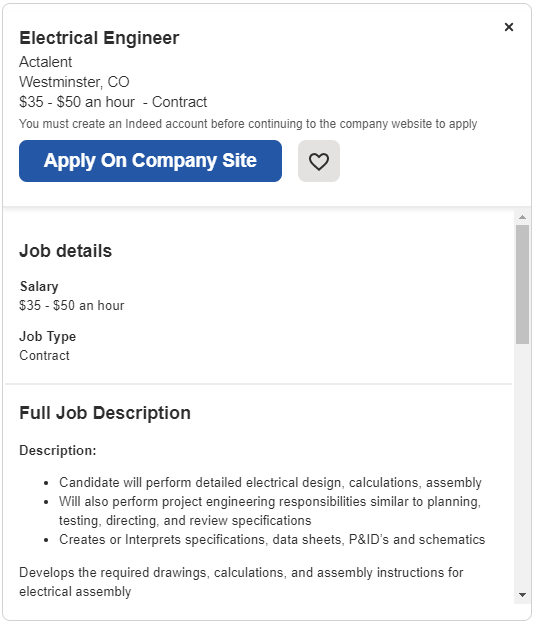 Electrical Engineer
Actalent
Westminster, CO
$35 - $50 an hour - Contract
You must create an Indeed account before continuing to the company website to apply
Apply On Company Site
Job details
Salary
$35 - $50 an hour
Job Type
Contract
Full Job Description
Description:
• Candidate will perform detailed electrical design, calculations, assembly
• Will also perform project engineering responsibilities similar to planning,
testing, directing, and review specifications
• Creates or Interprets specifications, data sheets, P&ID’s and schematics
Develops the required drawings, calculations, and assembly instructions for
electrical assembly